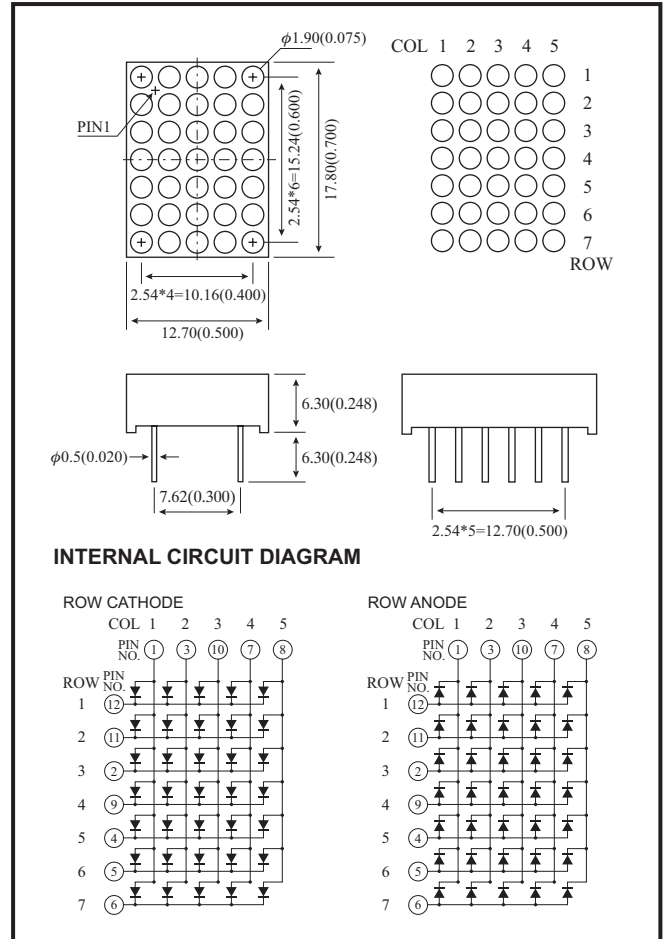 φ1.90(0.075)
COL 1 2 3 4 5
1
2
3
4
5
6
7
ROW
PIN1
2.54*6=15.24(0.600)
17.80(0.700)
2.54*4=10.16(0.400)
12.70(0.500)
6.30(0.248)
φ0.5(0.020)
6.30(0.248)
7.62(0.300)
2.54*5=12.70(0.500)
INTERNAL CIRCUIT DIAGRAM
ROW CATHODE
COL 1 2 3 4 5
PIN NO. 1 3 10 7 8
ROW PIN NO.
1 12
2 11
3 2
4 9
5 4
6 5
7 6
ROW ANODE
COL 1 2 3 4 5
PIN NO. 1 3 10 7 8
ROW PIN NO.
1 12
2 11
3 2
4 9
5 4
6 5
7 6